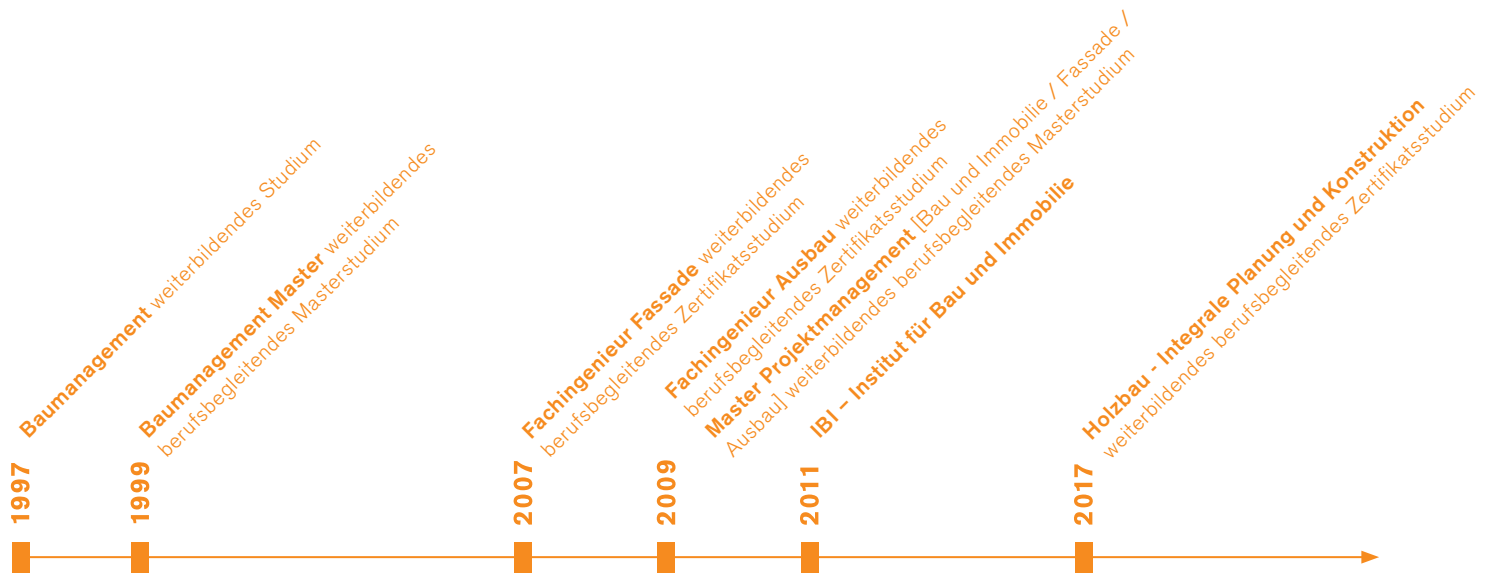 1997
Baumanagement weiterbildendes Studium
1999
Baumanagement Master weiterbildendes
berufsbegleitendes Masterstudium
2007
Fachingenieur Fassade weiterbildendes
berufsbegleitendes Zertifikatsstudium
2009
Fachingenieur Ausbau weiterbildendes
berufsbegleitendes Zertifikatsstudium
Master Projektmanagement [Bau und Immobilie / Fassade /
Ausbau] weiterbildendes berufsbegleitendes Masterstudium
2011
IBI – Institut für Bau und Immobilie
2017
Holzbau - Integrale Planung und Konstruktion
weiterbildendes berufsbegleitendes Zertifikatsstudium